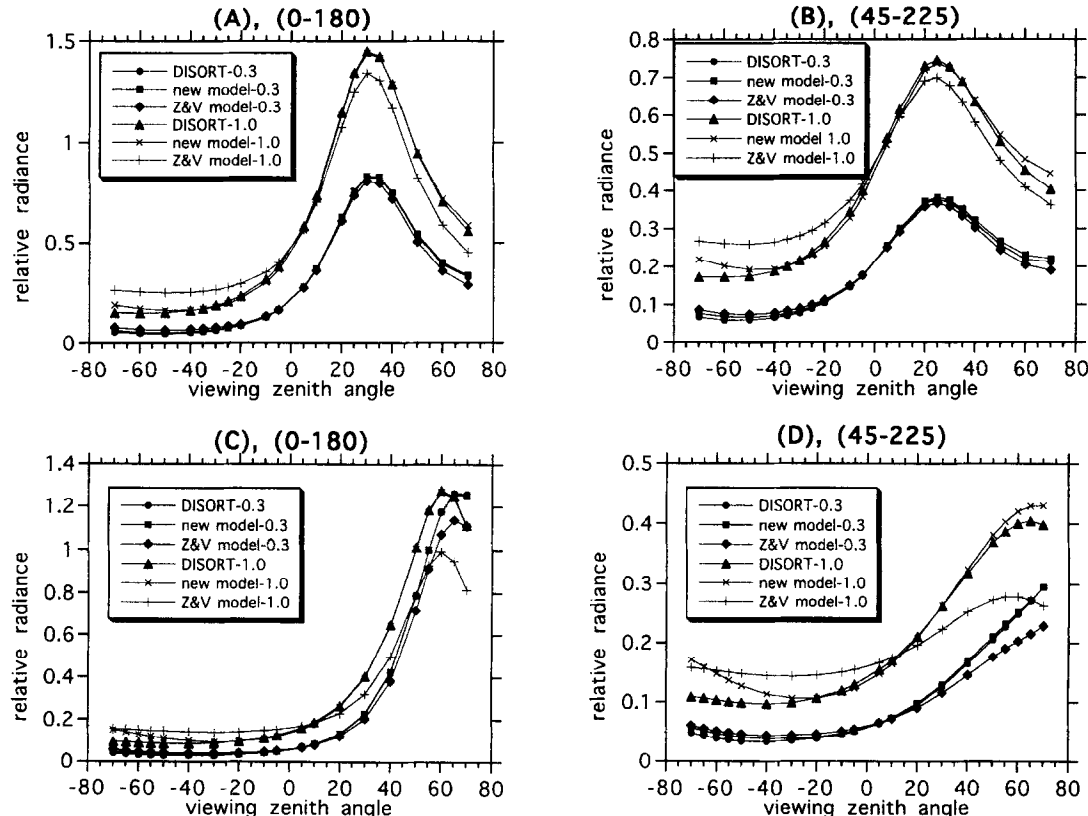 (A), (0-180)
relative radiance
1.5
1
0.5
0
DISORT-0.3
new model-0.3
Z&V model-0.3
DISORT-1.0
new model-1.0
Z&V model-1.0
-80 -60 -40 -20 0 20 40 60 80
viewing zenith angle
(B), (45-225)
relative radiance
0.8
0.7
0.6
0.5
0.4
0.3
0.2
0.1
0
DISORT-0.3
new model-0.3
Z&V model-0.3
DISORT-1.0
new model 1.0
Z&V model-1.0
-80 -60 -40 -20 0 20 40 60 80
viewing zenith angle
(C), (0-180)
relative radiance
1.4
1.2
1
0.8
0.6
0.4
0.2
0
DISORT-0.3
new model-0.3
Z&V model-0.3
DISORT-1.0
new model-1.0
Z&V model-1.0
-80 -60 -40 -20 0 20 40 60 80
viewing zenith angle
(D), (45-225)
relative radiance
0.5
0.4
0.3
0.2
0.1
0
DISORT-0.3
new model-0.3
Z&V model-0.3
DISORT-1.0
new model-1.0
Z&V model-1.0
-80 -60 -40 -20 0 20 40 60 80
viewing zenith angle